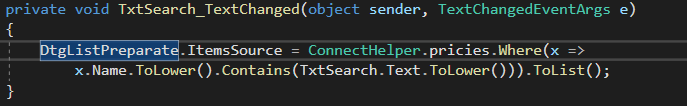 private void TxtSearch_TextChanged(object sender, TextChangedEventArgs e)
{
DtgListPreparate.ItemsSource = ConnectHelper.pricies.Where(x =>
x.Name.ToLower().Contains(TxtSearch.Text.ToLower())).ToList();
}